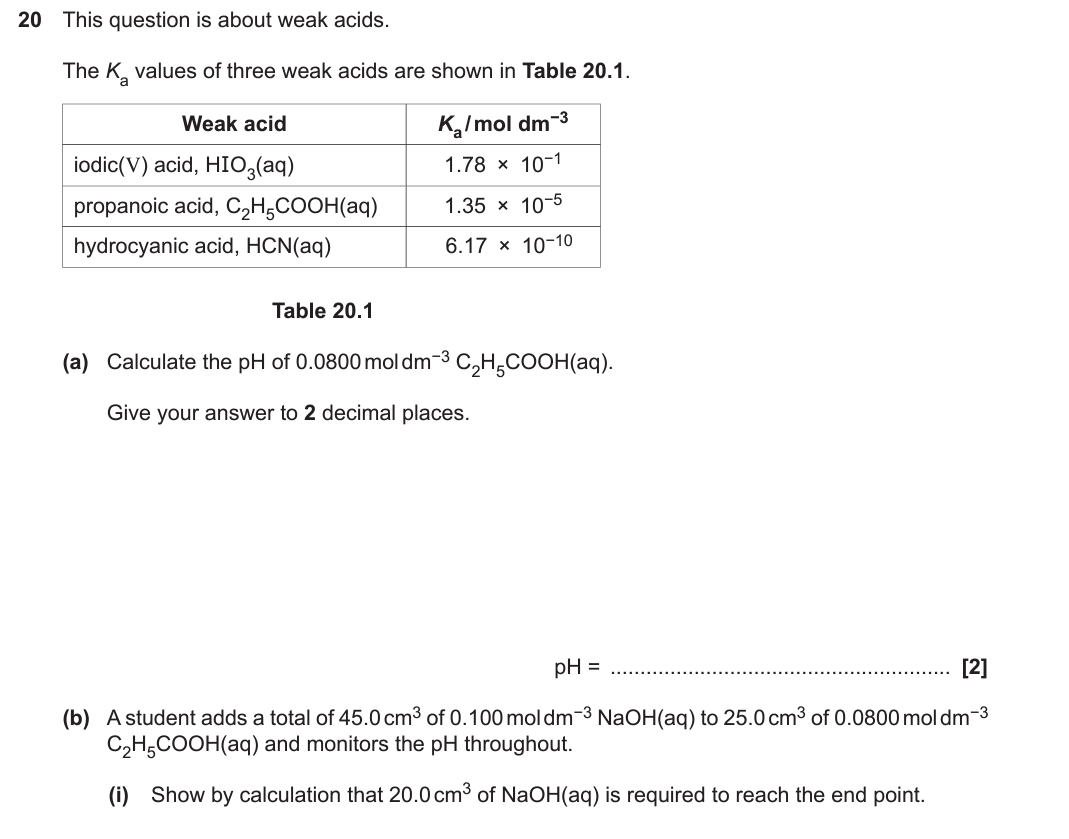 20 This question is about weak acids.
The Kₐ values of three weak acids are shown in Table 20.1.
Weak acid Kₐ / mol dm⁻³
iodic(V) acid, HIO₃(aq) 1.78 × 10⁻¹
propanoic acid, C₂H₅COOH(aq) 1.35 × 10⁻⁵
hydrocyanic acid, HCN(aq) 6.17 × 10⁻¹⁰
Table 20.1
(a) Calculate the pH of 0.0800 mol dm⁻³ C₂H₅COOH(aq).
Give your answer to 2 decimal places.
pH = ......................................................... [2]
(b) A student adds a total of 45.0 cm³ of 0.100 mol dm⁻³ NaOH(aq) to 25.0 cm³ of 0.0800 mol dm⁻³
C₂H₅COOH(aq) and monitors the pH throughout.
(i) Show by calculation that 20.0 cm³ of NaOH(aq) is required to reach the end point.